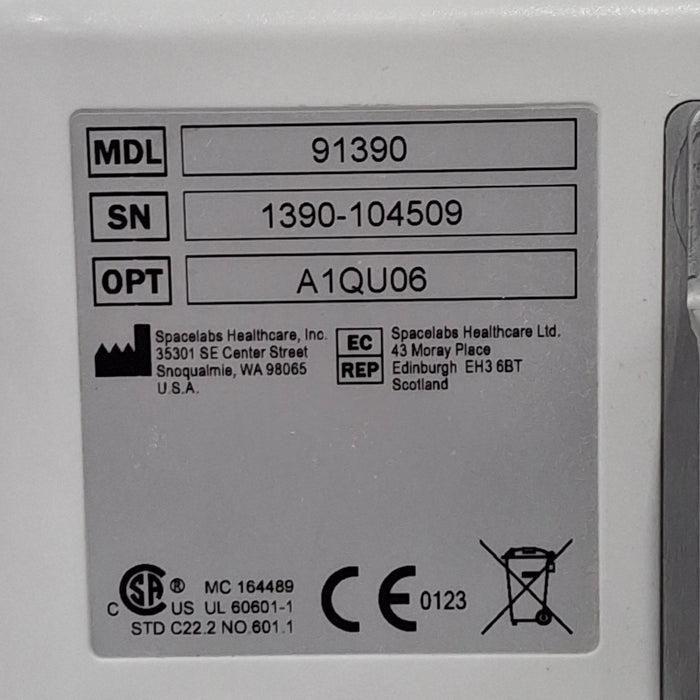 MDL 91390
SN 1390-104509
OPT A1QU06
Spacelabs Healthcare, Inc.
35301 SE Center Street
Snoqualmie, WA 98065
U.S.A.
EC REP
Spacelabs Healthcare Ltd.
43 Moray Place
Edinburgh EH3 6BT
Scotland
C SA ® US
MC 164489
UL 60601-1
STD C22.2 NO.601.1
CE 0123